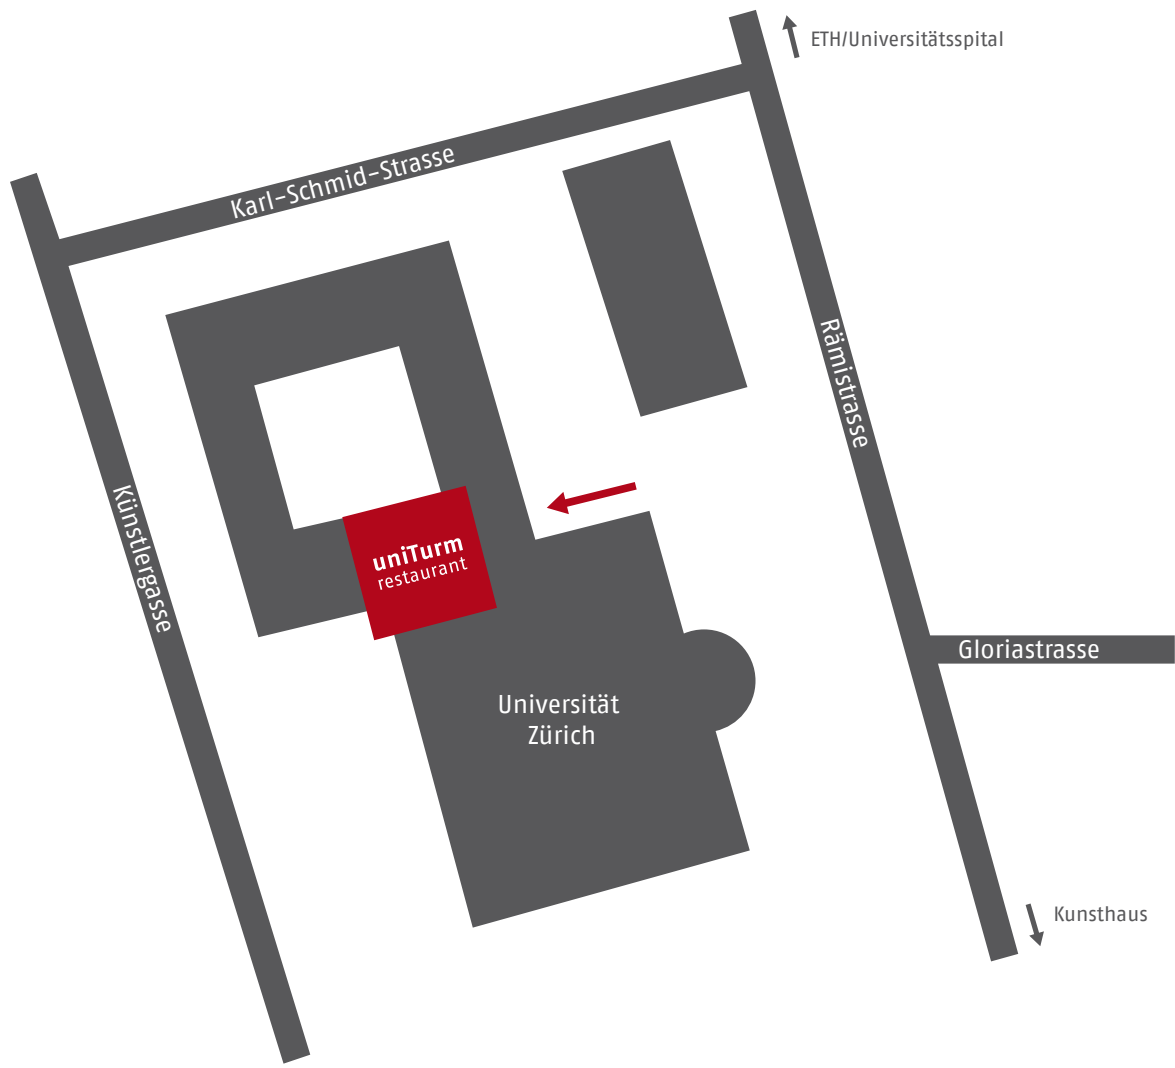 ETH/Universitätsspital
Karl-Schmid-Strasse
Rämistrasse
Künstlergasse
uniTurm
restaurant
Gloriastrasse
Universität
Zürich
Kunsthaus